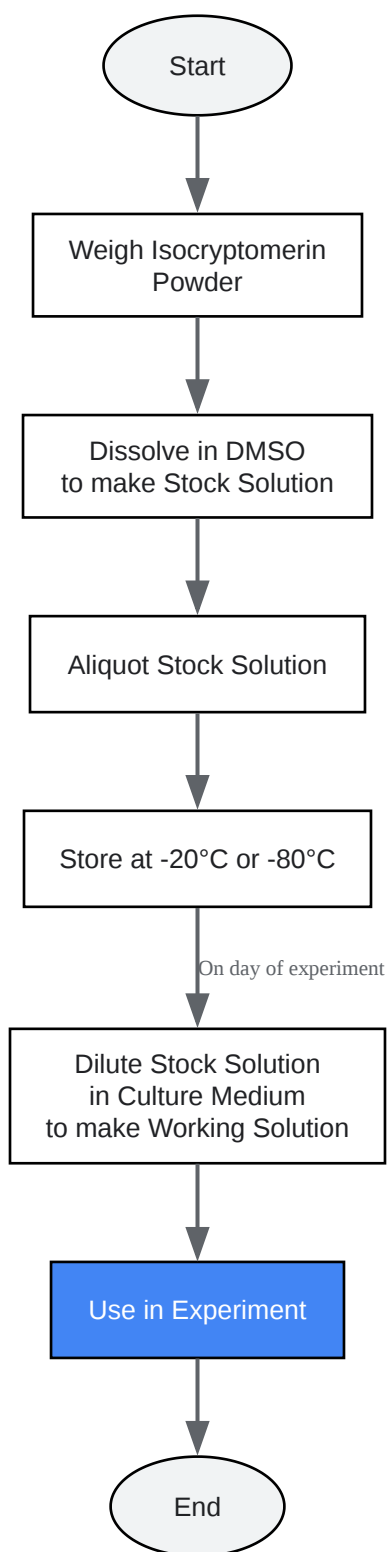 Start
Weigh Isocryptomerin
Powder
Dissolve in DMSO
to make Stock Solution
Aliquot Stock Solution
Store at -20°C or -80°C
On day of experiment
Dilute Stock Solution
in Culture Medium
to make Working Solution
Use in Experiment
End